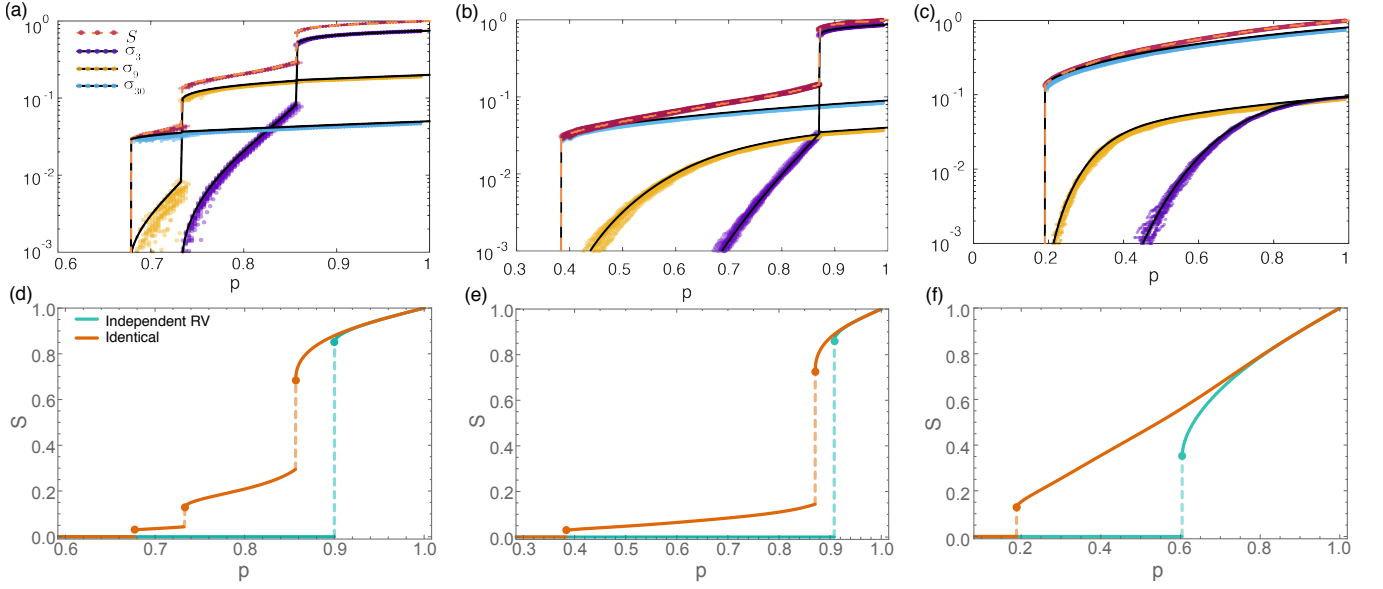 (a)
10^0
10^-1
10^-2
10^-3
S
σ_3
σ_9
σ_30
0.6 0.7 0.8 0.9 1
p
(b)
10^0
10^-1
10^-2
10^-3
0.3 0.4 0.5 0.6 0.7 0.8 0.9 1
p
(c)
10^0
10^-1
10^-2
10^-3
0 0.2 0.4 0.6 0.8 1
p
(d)
1.0
0.8
0.6
0.4
0.2
0.0
S
Independent RV
Identical
0.6 0.7 0.8 0.9 1.0
p
(e)
1.0
0.8
0.6
0.4
0.2
0.0
S
0.3 0.4 0.5 0.6 0.7 0.8 0.9 1.0
p
(f)
1.0
0.8
0.6
0.4
0.2
0.0
S
0.2 0.4 0.6 0.8 1.0
p